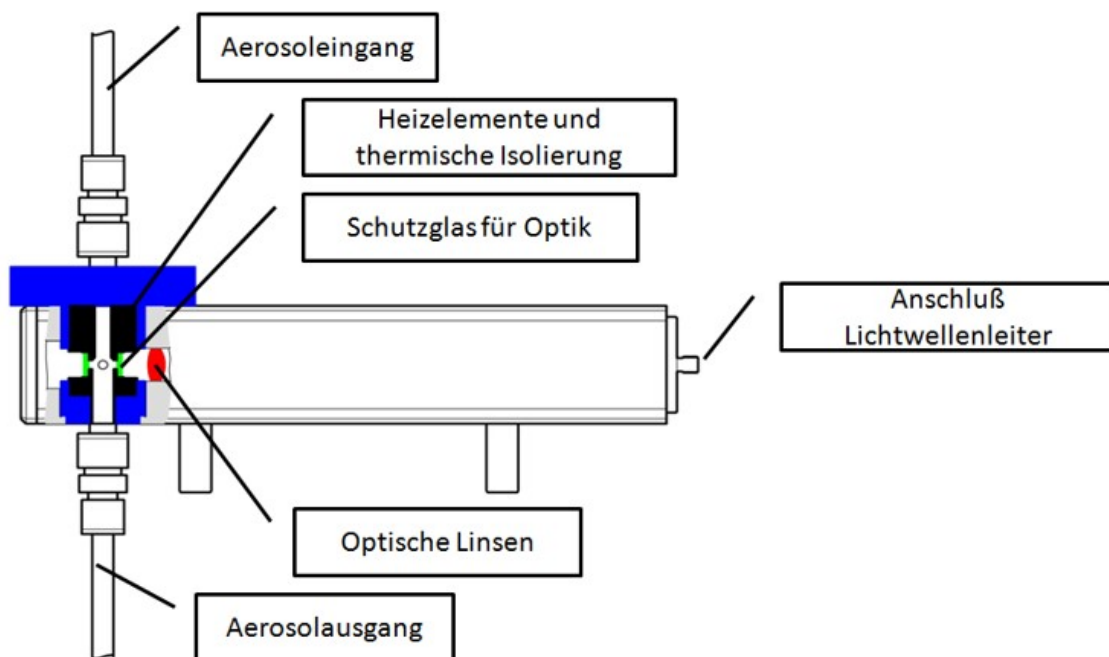 Aerosoleingang
Heizelemente und
thermische Isolierung
Schutzglas für Optik
Anschluß
Lichtwellenleiter
Optische Linsen
Aerosolausgang